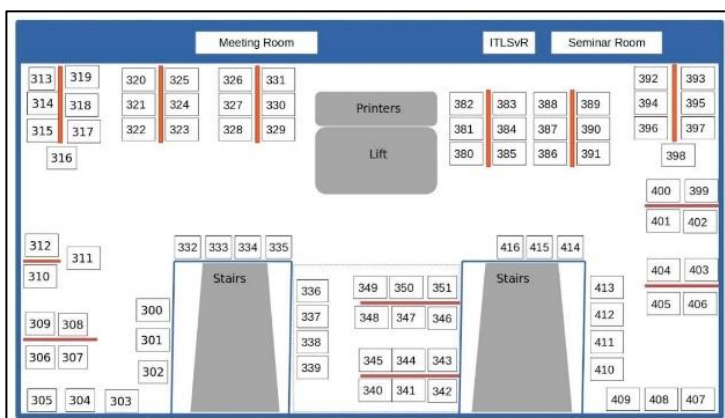 Meeting Room ITLSvR Seminar Room
313 319 320 325 326 331 392 393
314 318 321 324 327 330 Printers 382 383 388 389 394 395
315 317 322 323 328 329 381 384 387 390 396 397
316 Lift 380 385 386 391 398
400 399
401 402
312 311 332 333 334 335 416 415 414
310 404 403
Stairs 336 349 350 351 Stairs 413 405 406
300 337 348 347 346 412
309 308 301 338 411
306 307 302 339 345 344 343 410
305 304 303 340 341 342 409 408 407